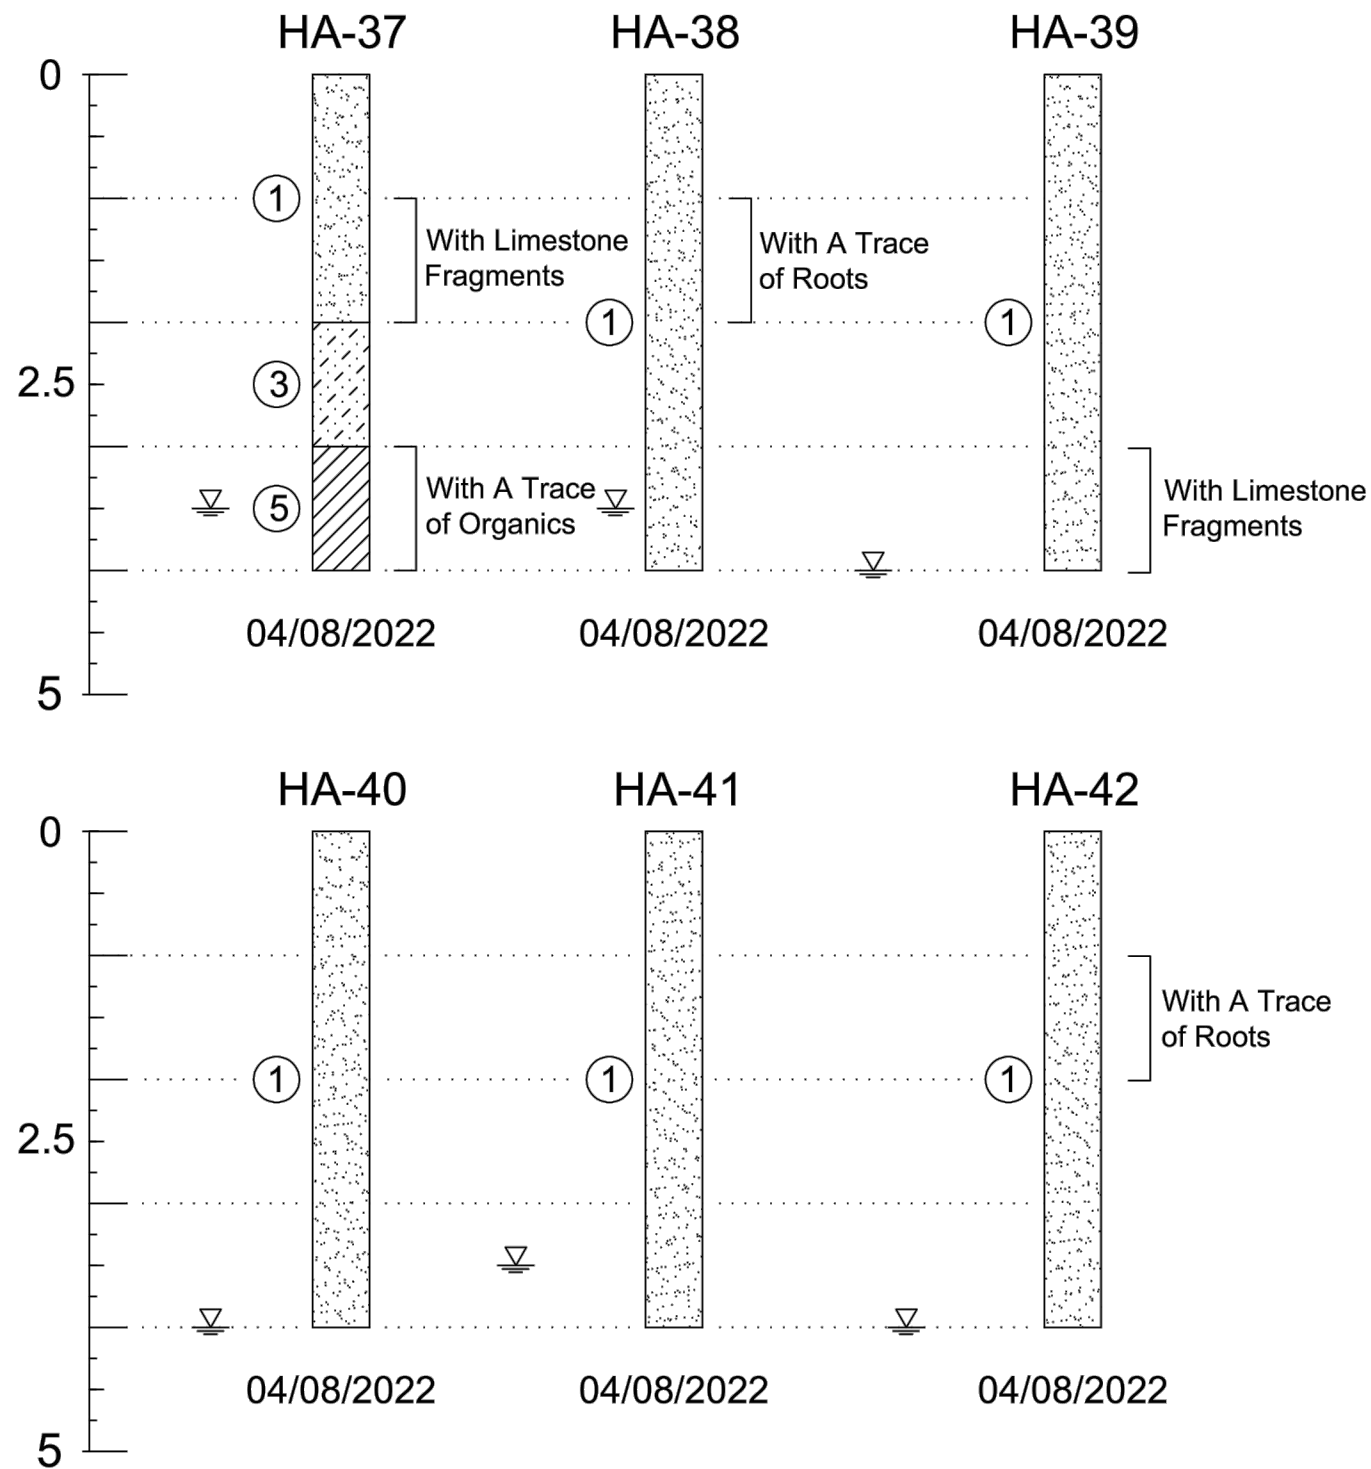 HA-37 HA-38 HA-39
0
1
With Limestone
Fragments
With A Trace
of Roots
1 1
2.5
3
5
With A Trace
of Organics
With Limestone
Fragments
04/08/2022 04/08/2022 04/08/2022
5
HA-40 HA-41 HA-42
0
With A Trace
of Roots
1 1 1
2.5
04/08/2022 04/08/2022 04/08/2022
5